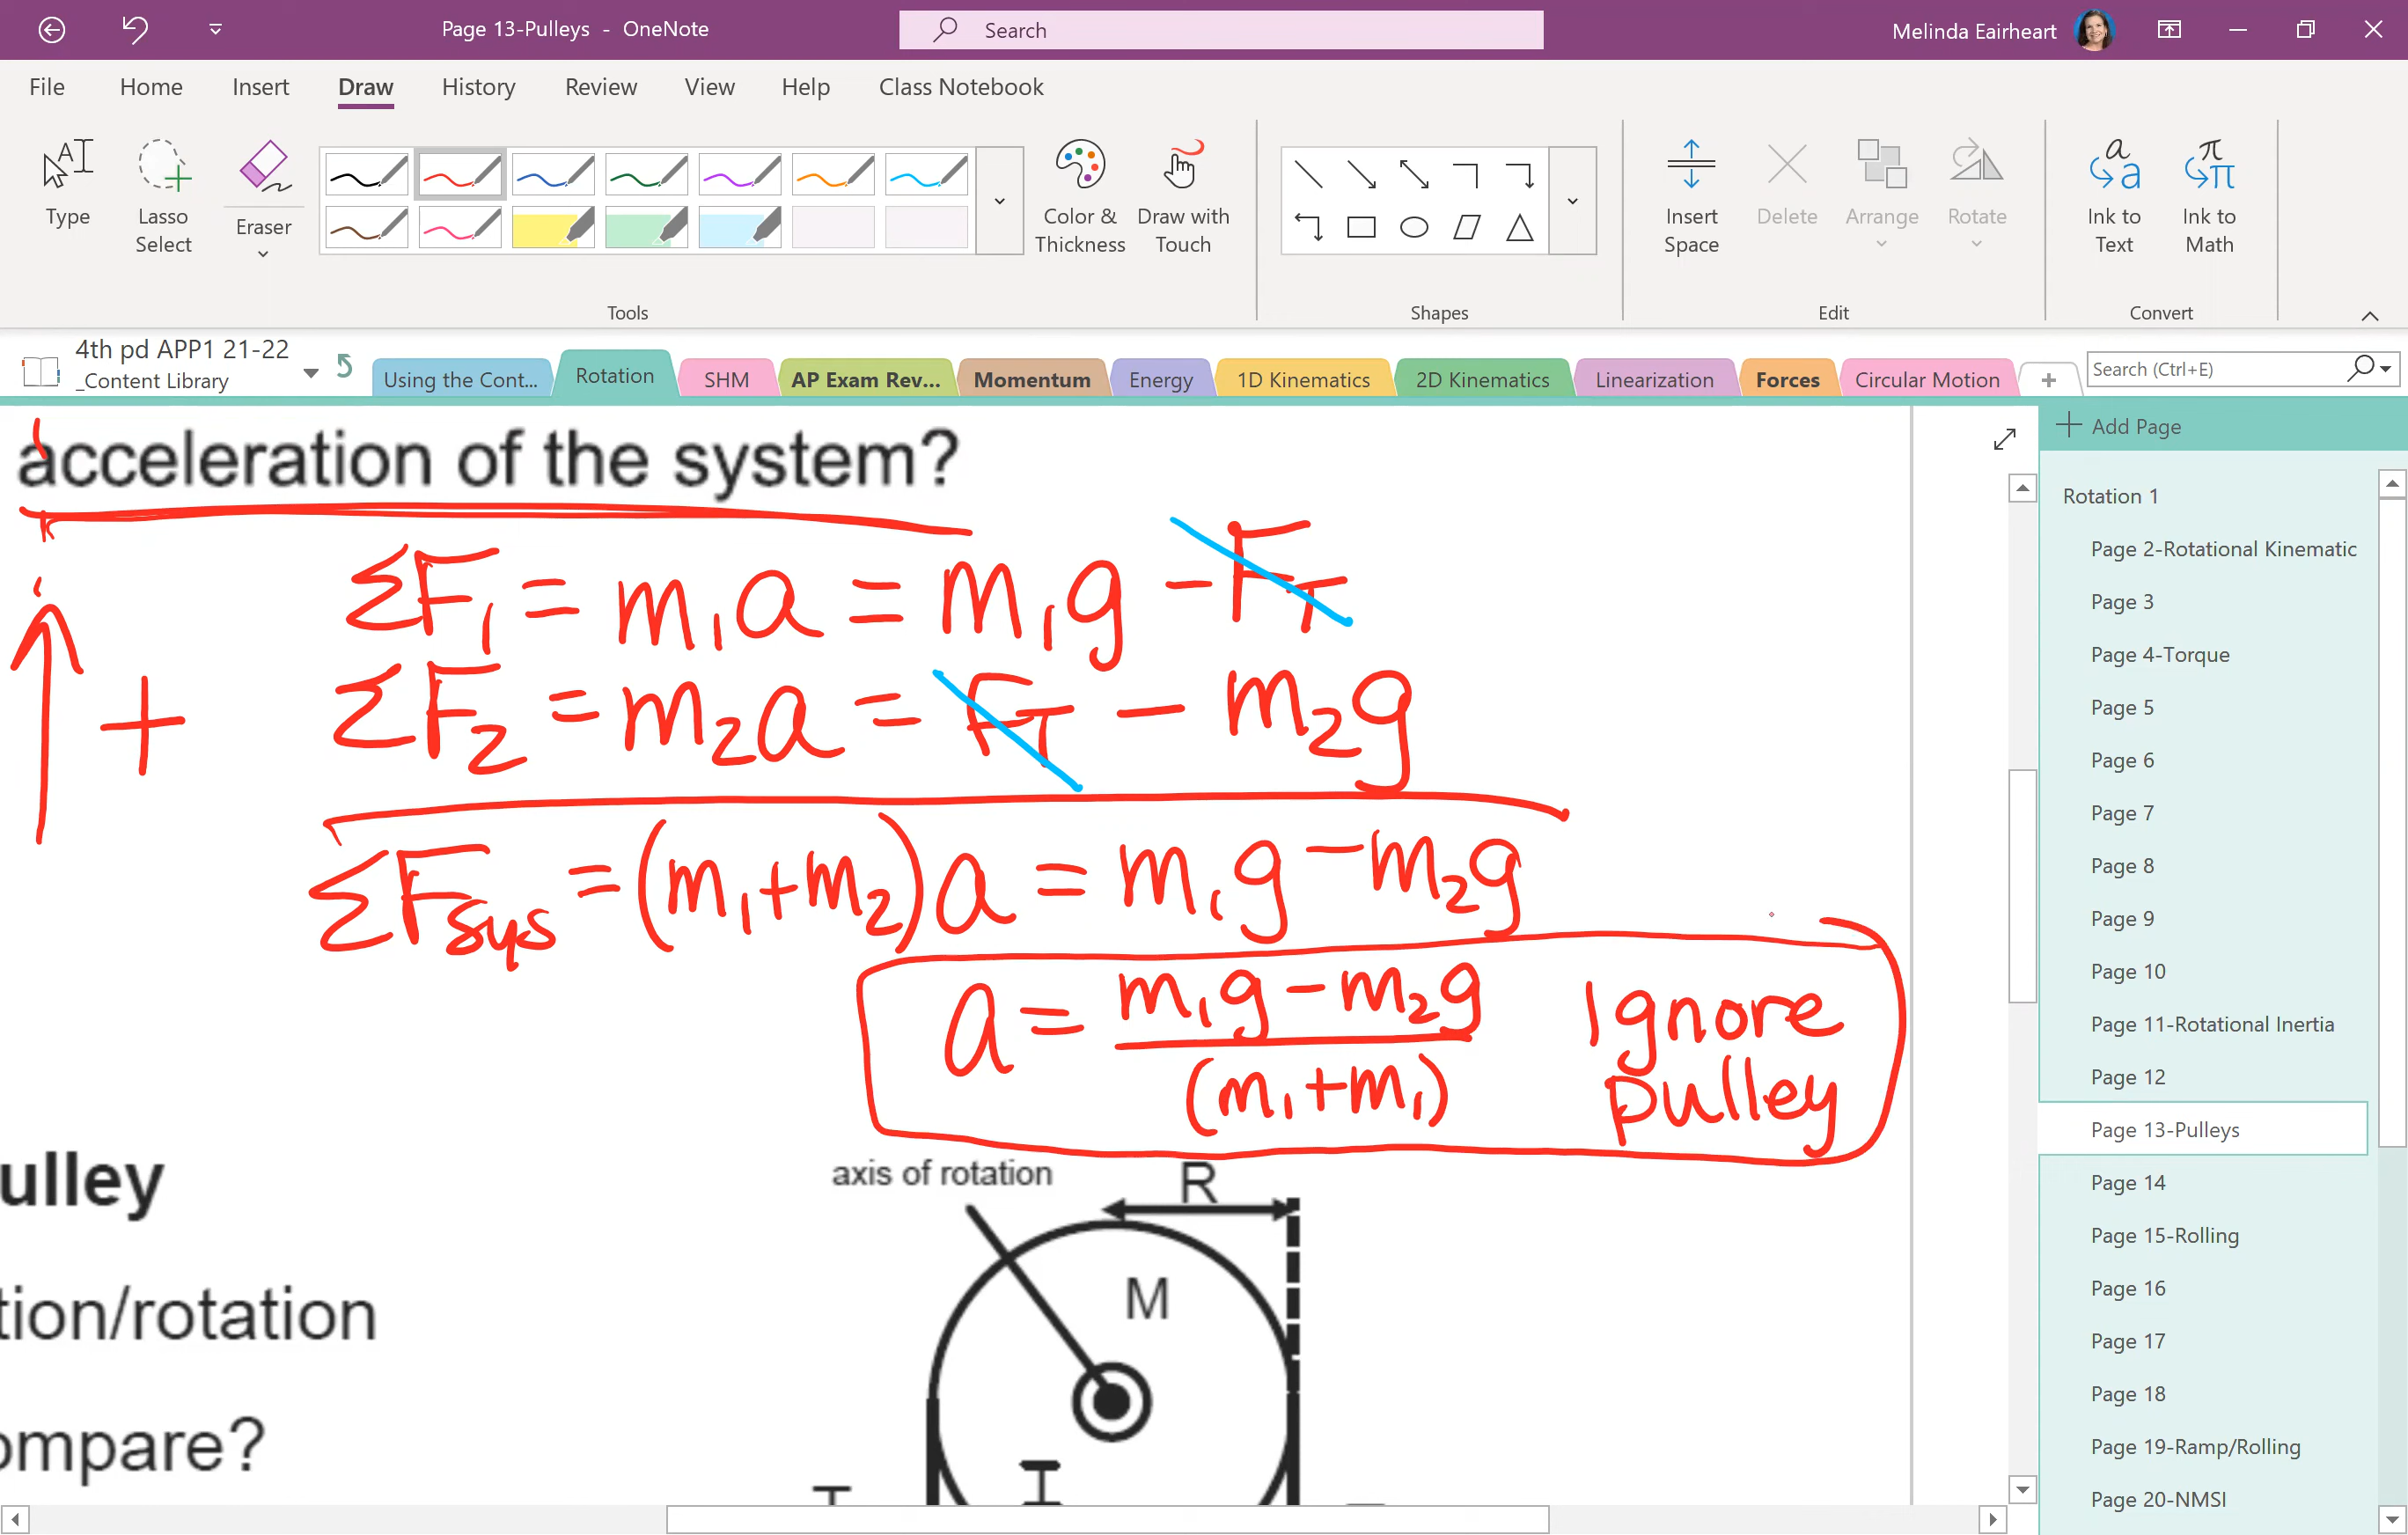 Page 13-Pulleys - OneNote
Search
Melinda Eairheart
File Home Insert Draw History Review View Help Class Notebook
Type
Lasso Select
Eraser
Color & Thickness
Draw with Touch
Insert Space
Delete
Arrange
Rotate
Ink to Text
Ink to Math
Tools
Shapes
Edit
Convert
4th pd APP1 21-22
_Content Library
Using the Cont... Rotation SHM AP Exam Rev... Momentum Energy 1D Kinematics 2D Kinematics Linearization Forces Circular Motion +
Search (Ctrl+E)
acceleration of the system?
ΣF₁ = m₁a = m₁g - F_T
+ ΣF₂ = m₂a = F_T - m₂g
ΣF_sys = (m₁+m₂)a = m₁g - m₂g
a = m₁g - m₂g / (m₁+m₁)
Ignore
pulley
axis of rotation
R
M
I
ulley
tion/rotation
ompare?
Add Page
Rotation 1
Page 2-Rotational Kinematic
Page 3
Page 4-Torque
Page 5
Page 6
Page 7
Page 8
Page 9
Page 10
Page 11-Rotational Inertia
Page 12
Page 13-Pulleys
Page 14
Page 15-Rolling
Page 16
Page 17
Page 18
Page 19-Ramp/Rolling
Page 20-NMSI